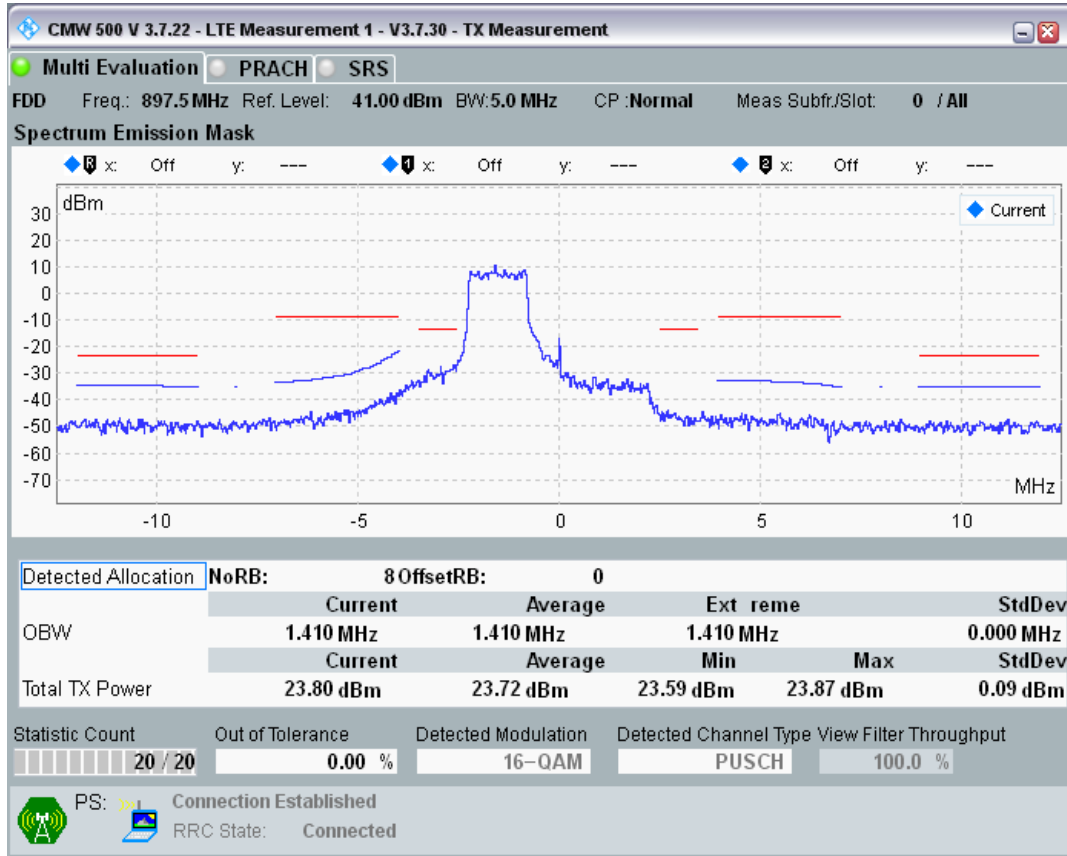 CMW 500 V 3.7.22 - LTE Measurement 1 - V3.7.30 - TX Measurement
Multi Evaluation PRACH SRS
FDD Freq.: 897.5 MHz Ref. Level: 41.00 dBm BW: 5.0 MHz CP : Normal Meas Subfr./Slot: 0 / All
Spectrum Emission Mask
R x: Off y: --- 1 x: Off y: --- 2 x: Off y: ---
dBm
Current
30
20
10
0
-10
-20
-30
-40
-50
-60
-70
MHz
-10 -5 0 5 10
Detected Allocation NoRB: 8 OffsetRB: 0
Current Average Ext reme StdDev
OBW 1.410 MHz 1.410 MHz 1.410 MHz 0.000 MHz
Current Average Min Max StdDev
Total TX Power 23.80 dBm 23.72 dBm 23.59 dBm 23.87 dBm 0.09 dBm
Statistic Count Out of Tolerance Detected Modulation Detected Channel Type View Filter Throughput
20 / 20 0.00 % 16-QAM PUSCH 100.0 %
PS: Connection Established
RRC State: Connected